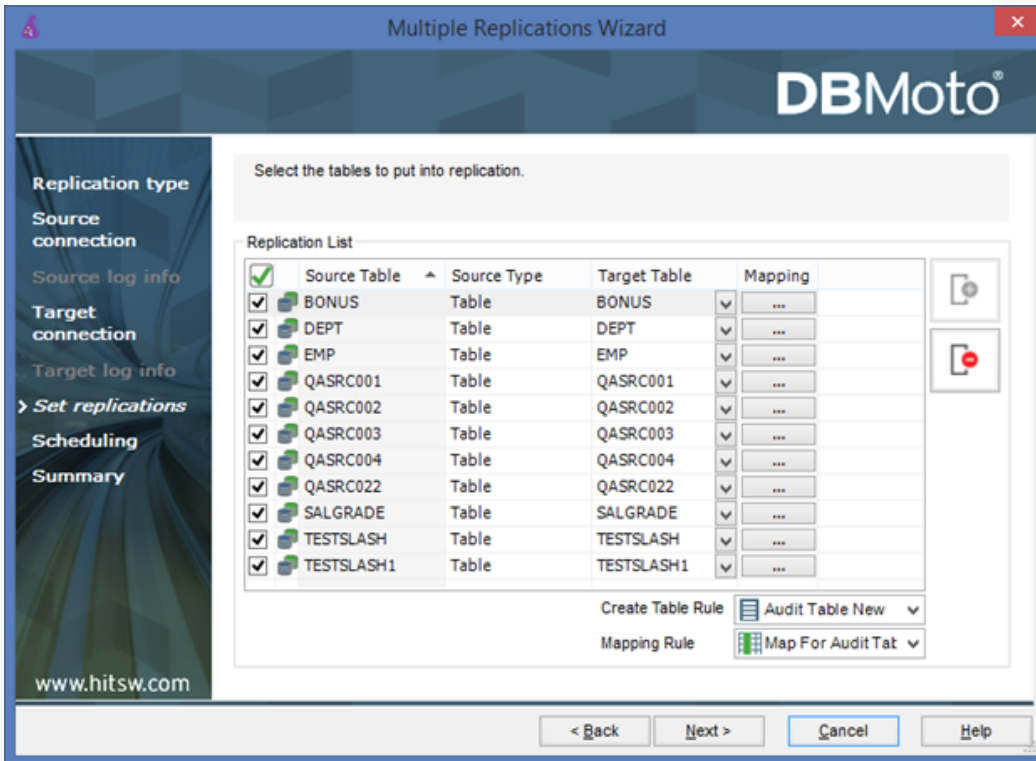 Multiple Replications Wizard
DBMoto®
Replication type
Source
connection
Source log info
Target
connection
Target log info
Set replications
Scheduling
Summary
www.hitsw.com
Select the tables to put into replication.
Replication List
Source Table Source Type Target Table Mapping
BONUS Table BONUS ...
DEPT Table DEPT ...
EMP Table EMP ...
QASRC001 Table QASRC001 ...
QASRC002 Table QASRC002 ...
QASRC003 Table QASRC003 ...
QASRC004 Table QASRC004 ...
QASRC022 Table QASRC022 ...
SALGRADE Table SALGRADE ...
TESTSLASH Table TESTSLASH ...
TESTSLASH1 Table TESTSLASH1 ...
Create Table Rule Audit Table New
Mapping Rule Map For Audit Tab
< Back Next > Cancel Help